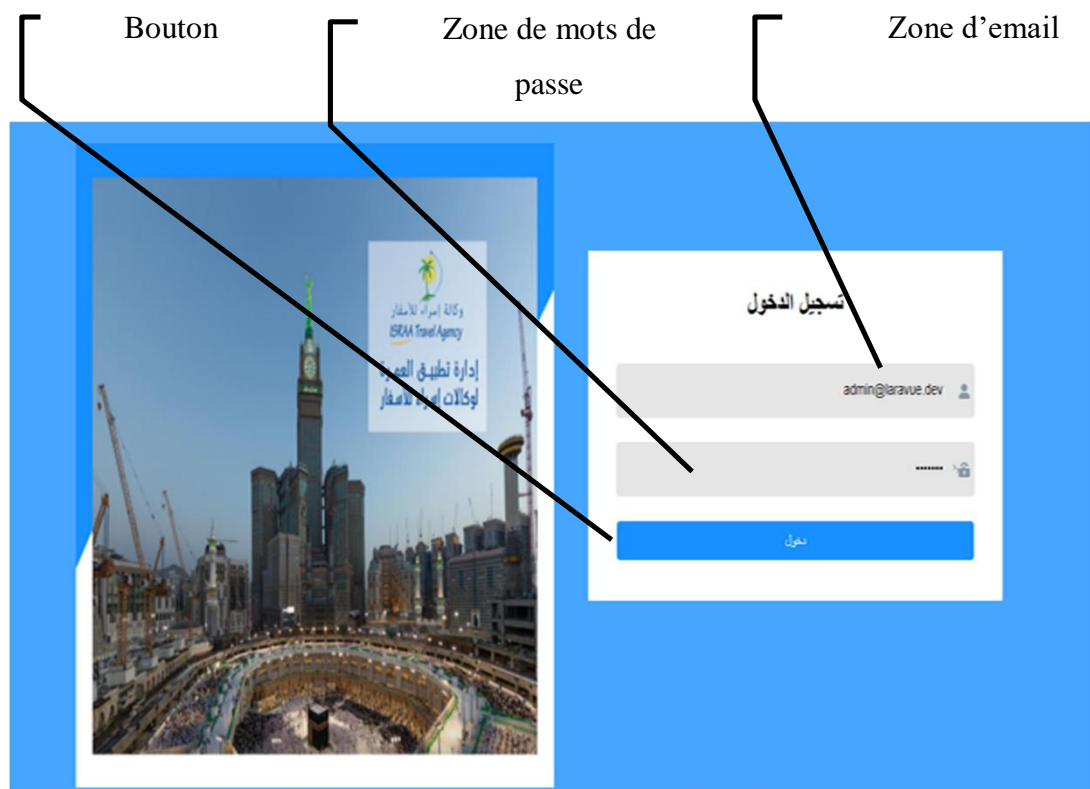 Bouton
Zone de mots de
passe
Zone d’email
وكالة إسراء للأسفار
ISRAA Travel Agency
إدارة تطبيق العمرة
لوكالات إسراء للأسفار
تسجيل الدخول
admin@laravue.dev
دخول